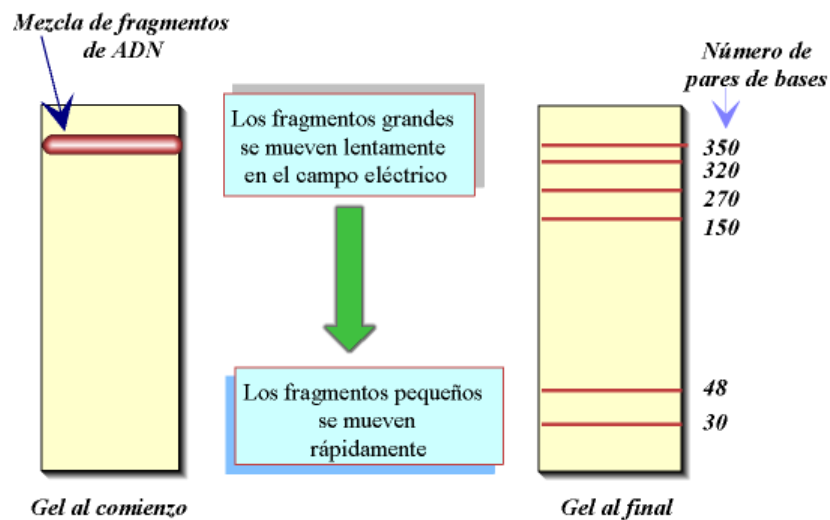 Mezcla de fragmentos
de ADN
Los fragmentos grandes
se mueven lentamente
en el campo eléctrico
Los fragmentos pequeños
se mueven
rápidamente
Número de
pares de bases
350
320
270
150
48
30
Gel al comienzo
Gel al final